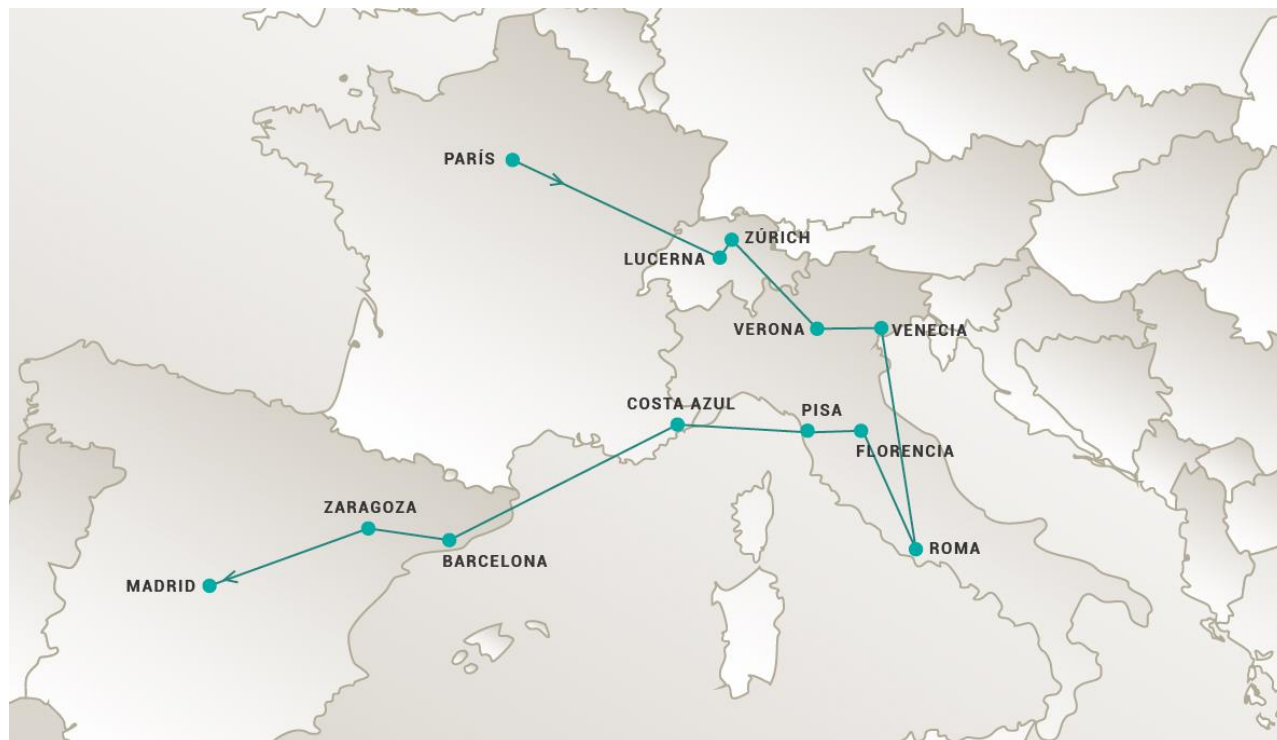 PARÍS
ZÚRICH
LUCERNA
VERONA
VENECIA
COSTA AZUL
PISA
FLORENCIA
ZARAGOZA
ROMA
BARCELONA
MADRID